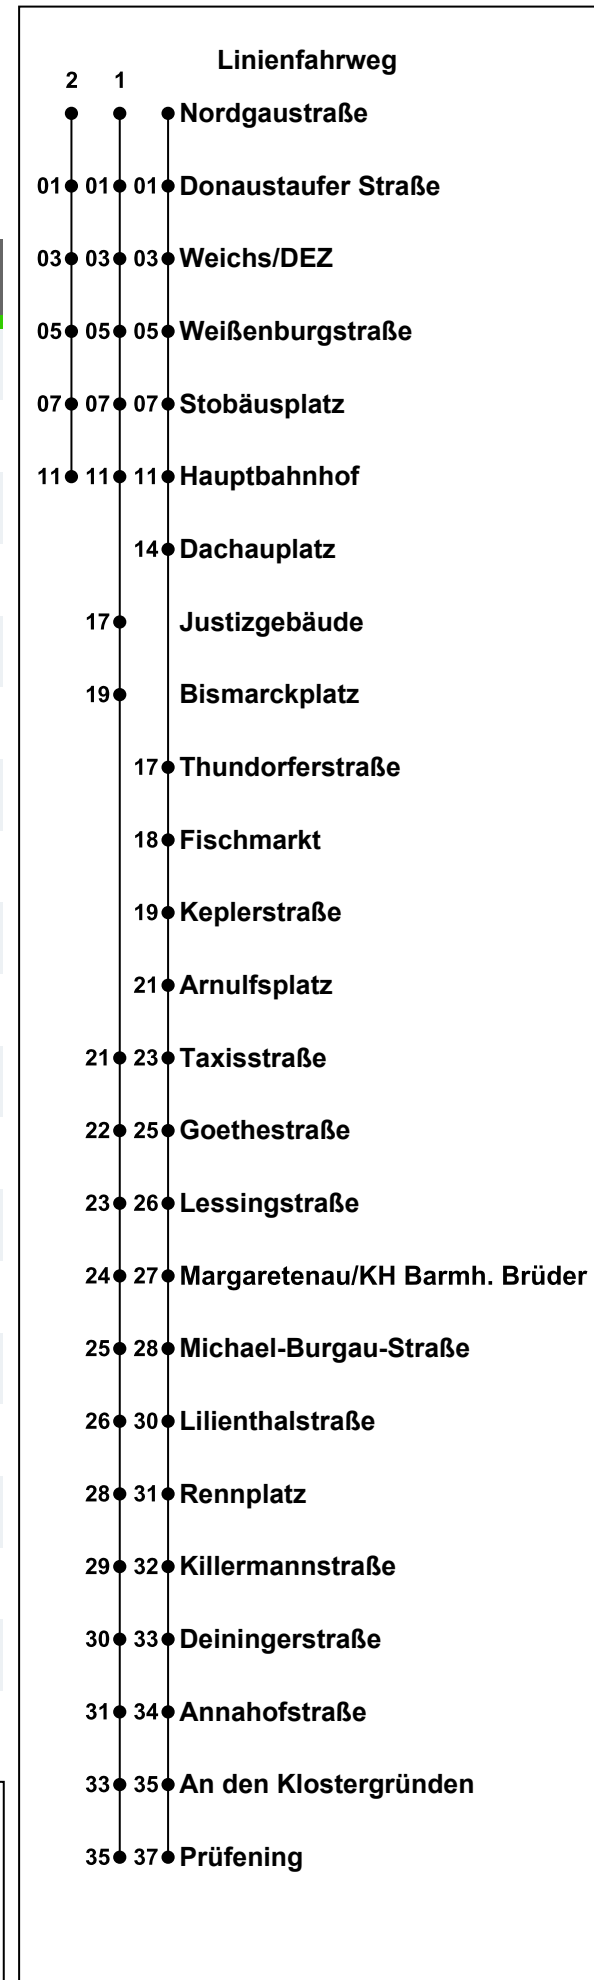 Linienfahrweg
2 1
Nordgaustraße
01 01 01 Donaustaufer Straße
03 03 03 Weichs/DEZ
05 05 05 Weißenburgstraße
07 07 07 Stobäusplatz
11 11 11 Hauptbahnhof
14 Dachauplatz
17 Justizgebäude
19 Bismarckplatz
17 Thundorferstraße
18 Fischmarkt
19 Keplerstraße
21 Arnulfsplatz
21 23 Taxisstraße
22 25 Goethestraße
23 26 Lessingstraße
24 27 Margaretenau/KH Barmh. Brüder
25 28 Michael-Burgau-Straße
26 30 Lilienthalstraße
28 31 Rennplatz
29 32 Killermannstraße
30 33 Deiningerstraße
31 34 Annahofstraße
33 35 An den Klostergründen
35 37 Prüfening